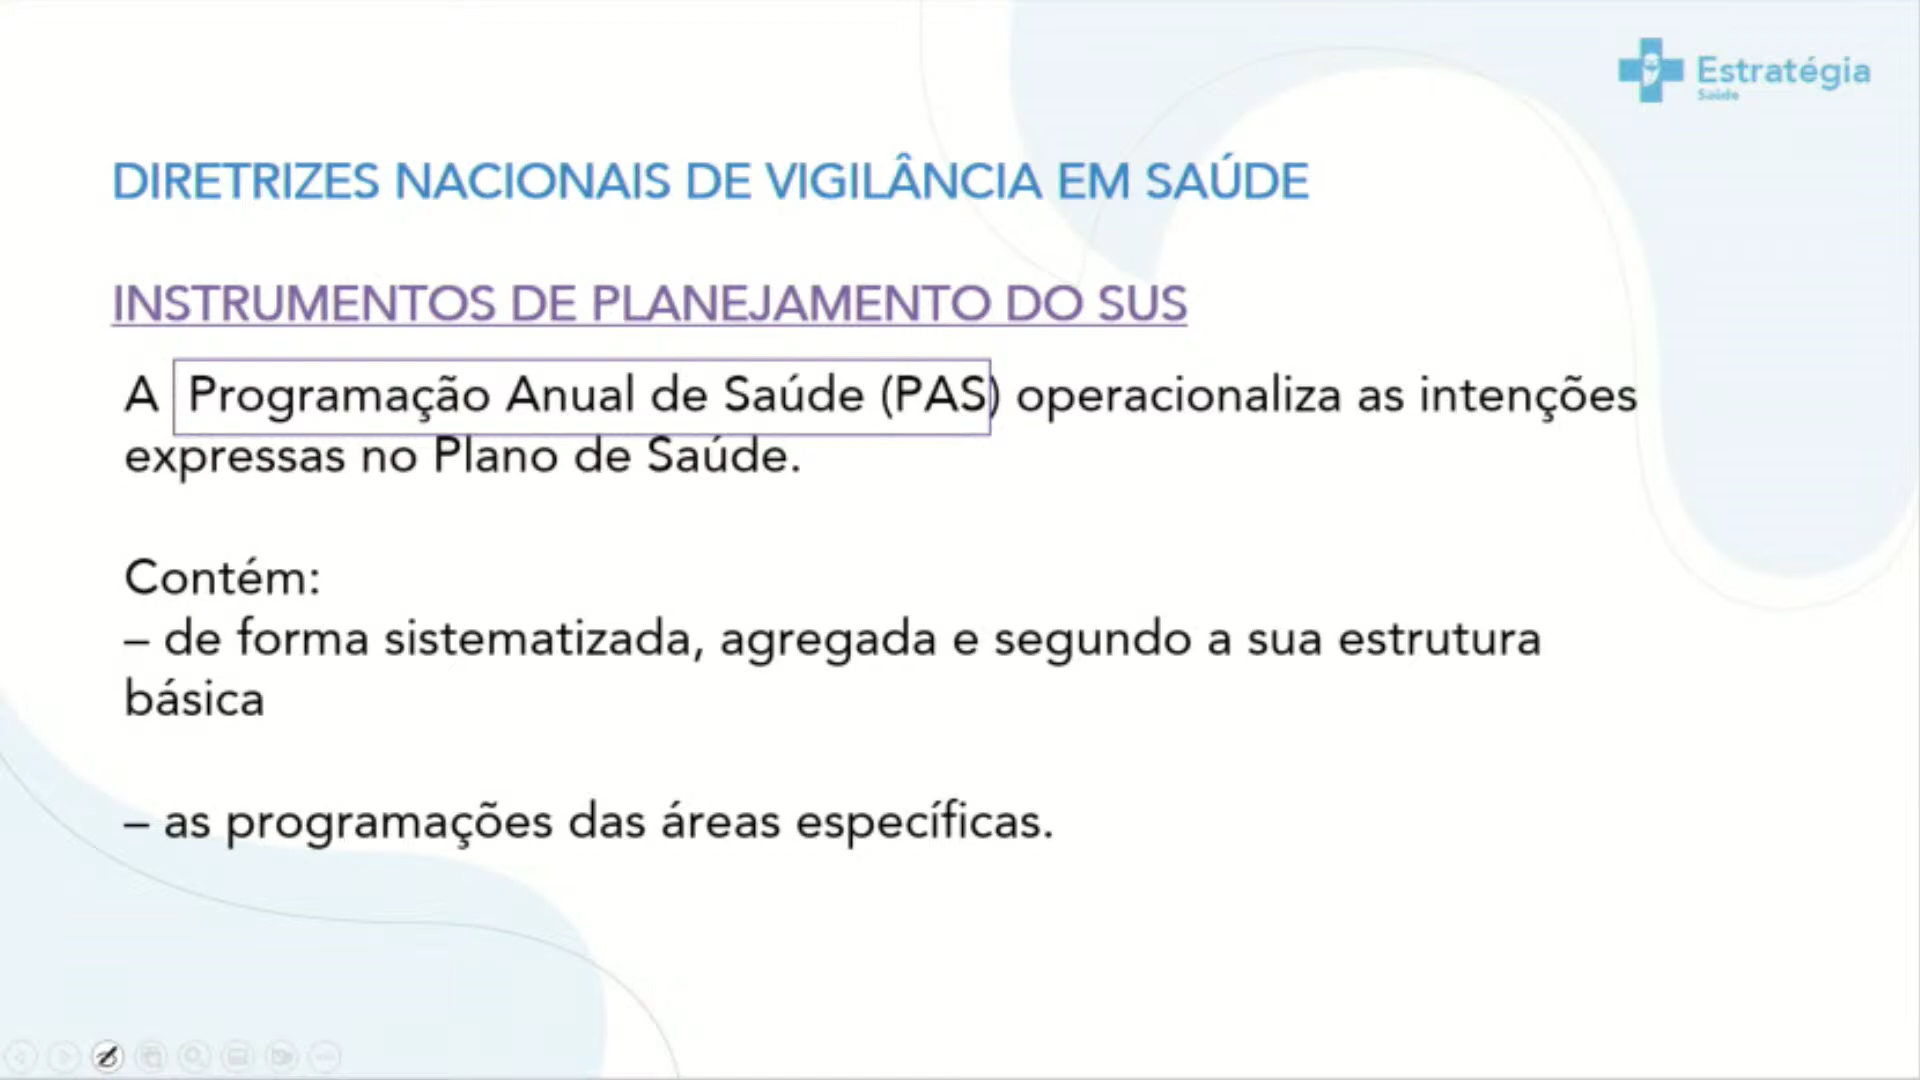 Estratégia
Saúde
DIRETRIZES NACIONAIS DE VIGILÂNCIA EM SAÚDE
INSTRUMENTOS DE PLANEJAMENTO DO SUS
A Programação Anual de Saúde (PAS) operacionaliza as intenções
expressas no Plano de Saúde.
Contém:
– de forma sistematizada, agregada e segundo a sua estrutura
básica
– as programações das áreas específicas.